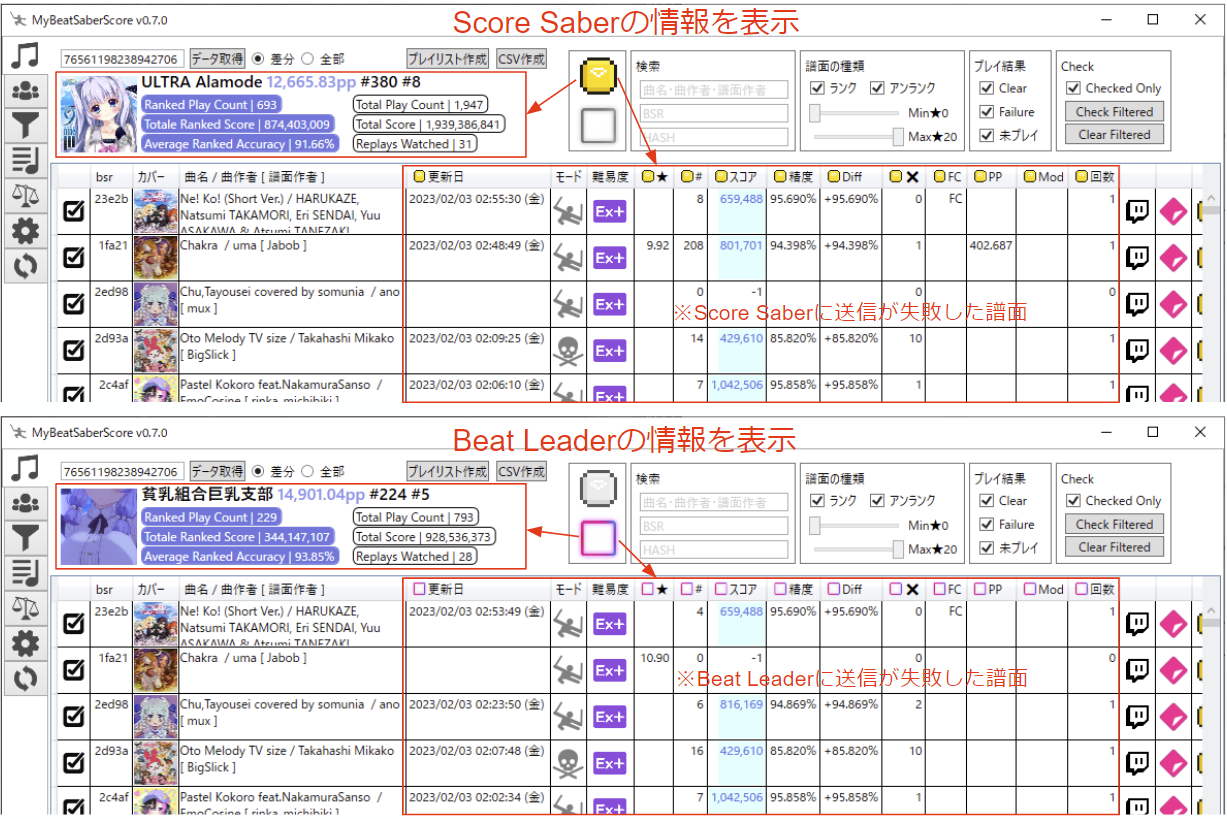 MyBeatSaberScore v0.7.0
Score Saberの情報を表示
76561198238942706 データ取得 差分 全部 プレイリスト作成 CSV作成
ULTRA Alamode 12,665.83pp #380 #8
Ranked Play Count | 693 Total Play Count | 1,947
Totale Ranked Score | 874,403,009 Total Score | 1,939,386,841
Average Ranked Accuracy | 91.66% Replays Watched | 31
検索
曲名・曲作者・譜面作者
BSR
HASH
譜面の種類
ランク アンランク
Min★0
Max★20
プレイ結果
Clear
Failure
未プレイ
Check
Checked Only
Check Filtered
Clear Filtered
bsr カバー 曲名 / 曲作者 [ 譜面作者 ] 更新日 モード 難易度 ★ # スコア 精度 Diff ✖ FC PP Mod 回数
23e2b Ne! Ko! (Short Ver.) / HARUKAZE, 2023/02/03 02:55:30 (金) Ex+ 8 659,488 95.690% +95.690% 0 FC 1
Natsumi TAKAMORI, Eri SENDAI, Yuu
ASAKAWA & Atsumi TANEZAKI
1fa21 Chakra / uma [ Jabob ] 2023/02/03 02:48:49 (金) Ex+ 9.92 208 801,701 94.398% +94.398% 1 402.687 1
2ed98 Chu,Tayousei covered by somunia / ano Ex+ 0 -1 0 0
[ mux ]
※Score Saberに送信が失敗した譜面
2d93a Oto Melody TV size / Takahashi Mikako 2023/02/03 02:09:25 (金) Ex+ 14 429,610 85.820% +85.820% 10 1
[ BigSlick ]
2c4af Pastel Kokoro feat.NakamuraSanso / 2023/02/03 02:06:10 (金) Ex+ 7 1,042,506 95.858% +95.858% 1 1
EmoCosine [ rinka_michibiki ]
MyBeatSaberScore v0.7.0
Beat Leaderの情報を表示
76561198238942706 データ取得 差分 全部 プレイリスト作成 CSV作成
貧乳組合巨乳支部 14,901.04pp #224 #5
Ranked Play Count | 229 Total Play Count | 793
Totale Ranked Score | 344,147,107 Total Score | 928,536,373
Average Ranked Accuracy | 93.85% Replays Watched | 28
検索
曲名・曲作者・譜面作者
BSR
HASH
譜面の種類
ランク アンランク
Min★0
Max★20
プレイ結果
Clear
Failure
未プレイ
Check
Checked Only
Check Filtered
Clear Filtered
bsr カバー 曲名 / 曲作者 [ 譜面作者 ] 更新日 モード 難易度 ★ # スコア 精度 Diff ✖ FC PP Mod 回数
23e2b Ne! Ko! (Short Ver.) / HARUKAZE, 2023/02/03 02:53:49 (金) Ex+ 4 659,488 95.690% +95.690% 0 FC 1
Natsumi TAKAMORI, Eri SENDAI, Yuu
ASAKAWA & Atsumi TANEZAKI
1fa21 Chakra / uma [ Jabob ] Ex+ 10.90 0 -1 0 0
※Beat Leaderに送信が失敗した譜面
2ed98 Chu,Tayousei covered by somunia / ano 2023/02/03 02:23:50 (金) Ex+ 6 816,169 94.869% +94.869% 2 1
[ mux ]
2d93a Oto Melody TV size / Takahashi Mikako 2023/02/03 02:07:48 (金) Ex+ 16 429,610 85.820% +85.820% 10 1
[ BigSlick ]
2c4af Pastel Kokoro feat.NakamuraSanso / 2023/02/03 02:02:34 (金) Ex+ 7 1,042,506 95.858% +95.858% 1 1
EmoCosine [ rinka_michibiki ]